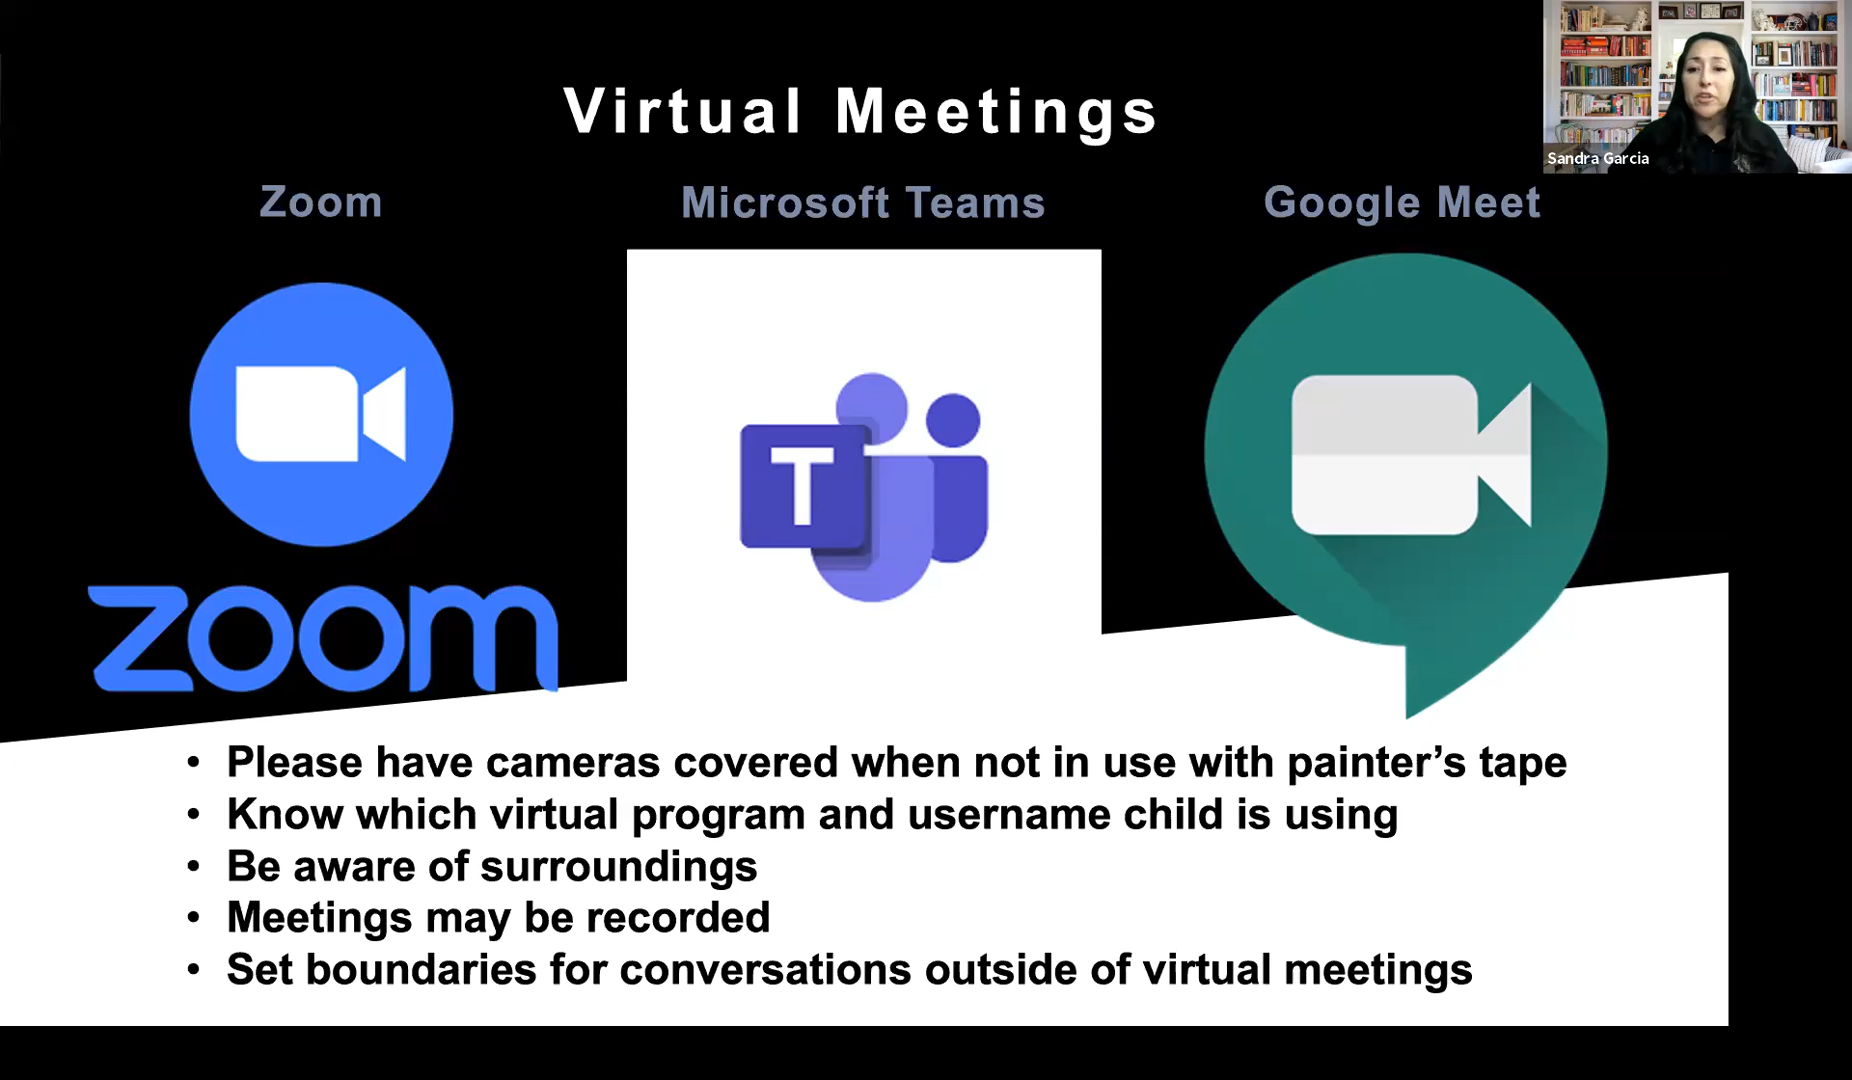 Virtual Meetings
Sandra Garcia
Zoom
Microsoft Teams
Google Meet
T
zoom
• Please have cameras covered when not in use with painter’s tape
• Know which virtual program and username child is using
• Be aware of surroundings
• Meetings may be recorded
• Set boundaries for conversations outside of virtual meetings